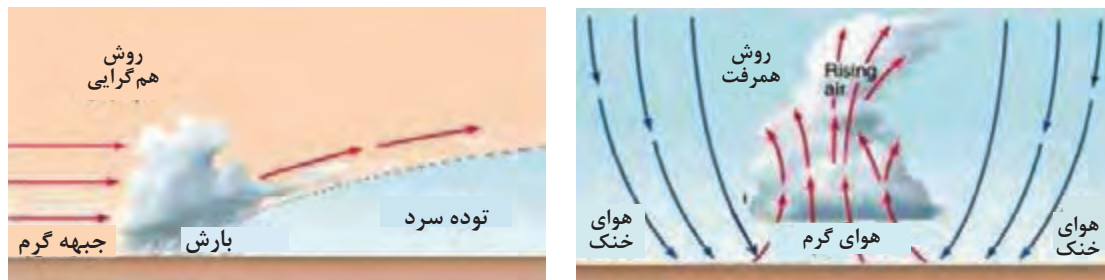 روش
هم‌گرایی
جبهه گرم
بارش
توده سرد
روش
همرفت
Rising
air
هوای
خنک
هوای گرم
هوای
خنک